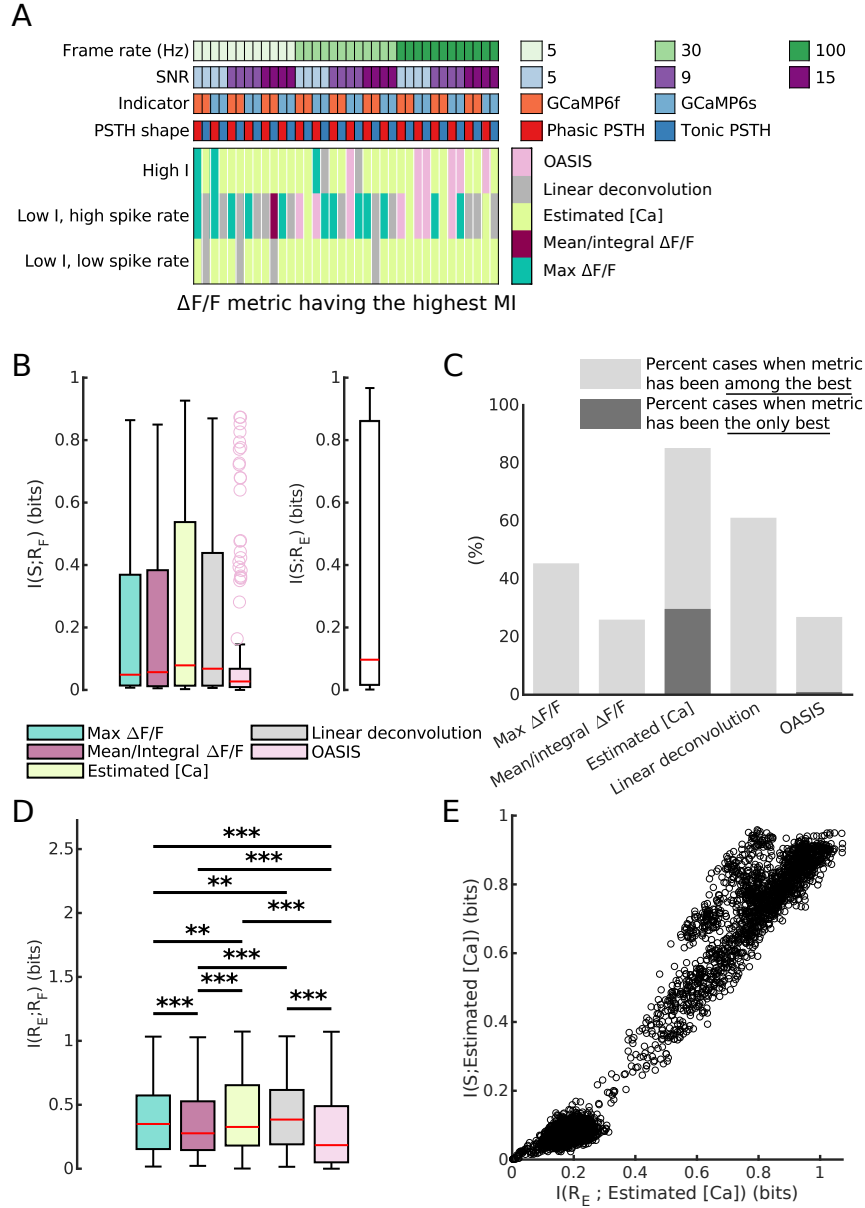 A
Frame rate (Hz)
5
30
100
SNR
5
9
15
Indicator
GCaMP6f
GCaMP6s
PSTH shape
Phasic PSTH
Tonic PSTH
High I
Low I, high spike rate
Low I, low spike rate
OASIS
Linear deconvolution
Estimated [Ca]
Mean/integral ΔF/F
Max ΔF/F
ΔF/F metric having the highest MI
B
I(S;R_F) (bits)
1
0.8
0.6
0.4
0.2
0
I(S;R_E) (bits)
1
0.8
0.6
0.4
0.2
0
Max ΔF/F
Mean/Integral ΔF/F
Estimated [Ca]
Linear deconvolution
OASIS
C
Percent cases when metric
has been among the best
Percent cases when metric
has been the only best
(%)
100
80
60
40
20
0
Max ΔF/F
Mean/integral ΔF/F
Estimated [Ca]
Linear deconvolution
OASIS
D
I(R_E;R_F) (bits)
2.5
2
1.5
1
0.5
0
***
***
**
***
**
***
***
***
***
E
I(S;Estimated [Ca]) (bits)
1
0.8
0.6
0.4
0.2
0
0
0.2
0.4
0.6
0.8
1
I(R_E ; Estimated [Ca]) (bits)